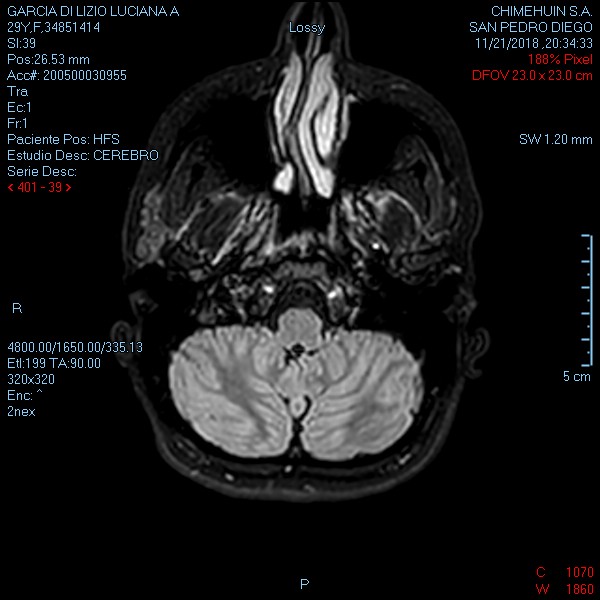 GARCIA DI LIZIO LUCIANA A
29Y,F,34851414
Sl:39
Pos:26.53 mm
Acc#: 200500030955
Tra
Ec:1
Fr:1
Paciente Pos: HFS
Estudio Desc: CEREBRO
Serie Desc:
< 401 - 39 >
Lossy
CHIMEHUIN S.A.
SAN PEDRO DIEGO
11/21/2018 ,20:34:33
188% Pixel
DFOV 23.0 x 23.0 cm
SW 1.20 mm
R
4800.00/1650.00/335.13
Etl:199 TA:90.00
320x320
Enc: ^
2nex
5 cm
P
C 1070
W 1860